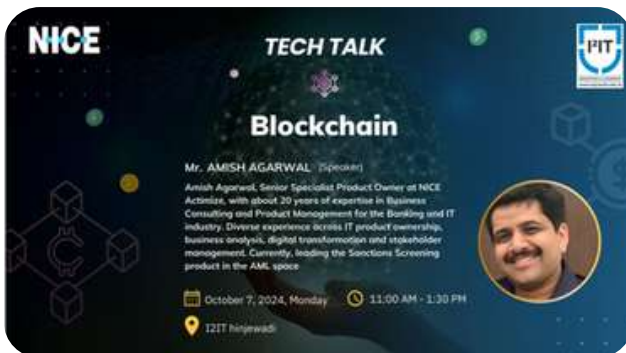 NICE
TECH TALK
I²IT
Blockchain
Mr. AMISH AGARWAL (Speaker)
Amish Agarwal, Senior Specialist Product Owner at NICE
Actimize, with about 20 years of expertise in Business
Consulting and Product Management for the Banking and IT
industry. Diverse experience across IT product ownership,
business analysis, digital transformation and stakeholder
management. Currently, leading the Sanctions Screening
product in the AML space
October 7, 2024, Monday 11:00 AM - 1:30 PM
I2IT hinjewadi